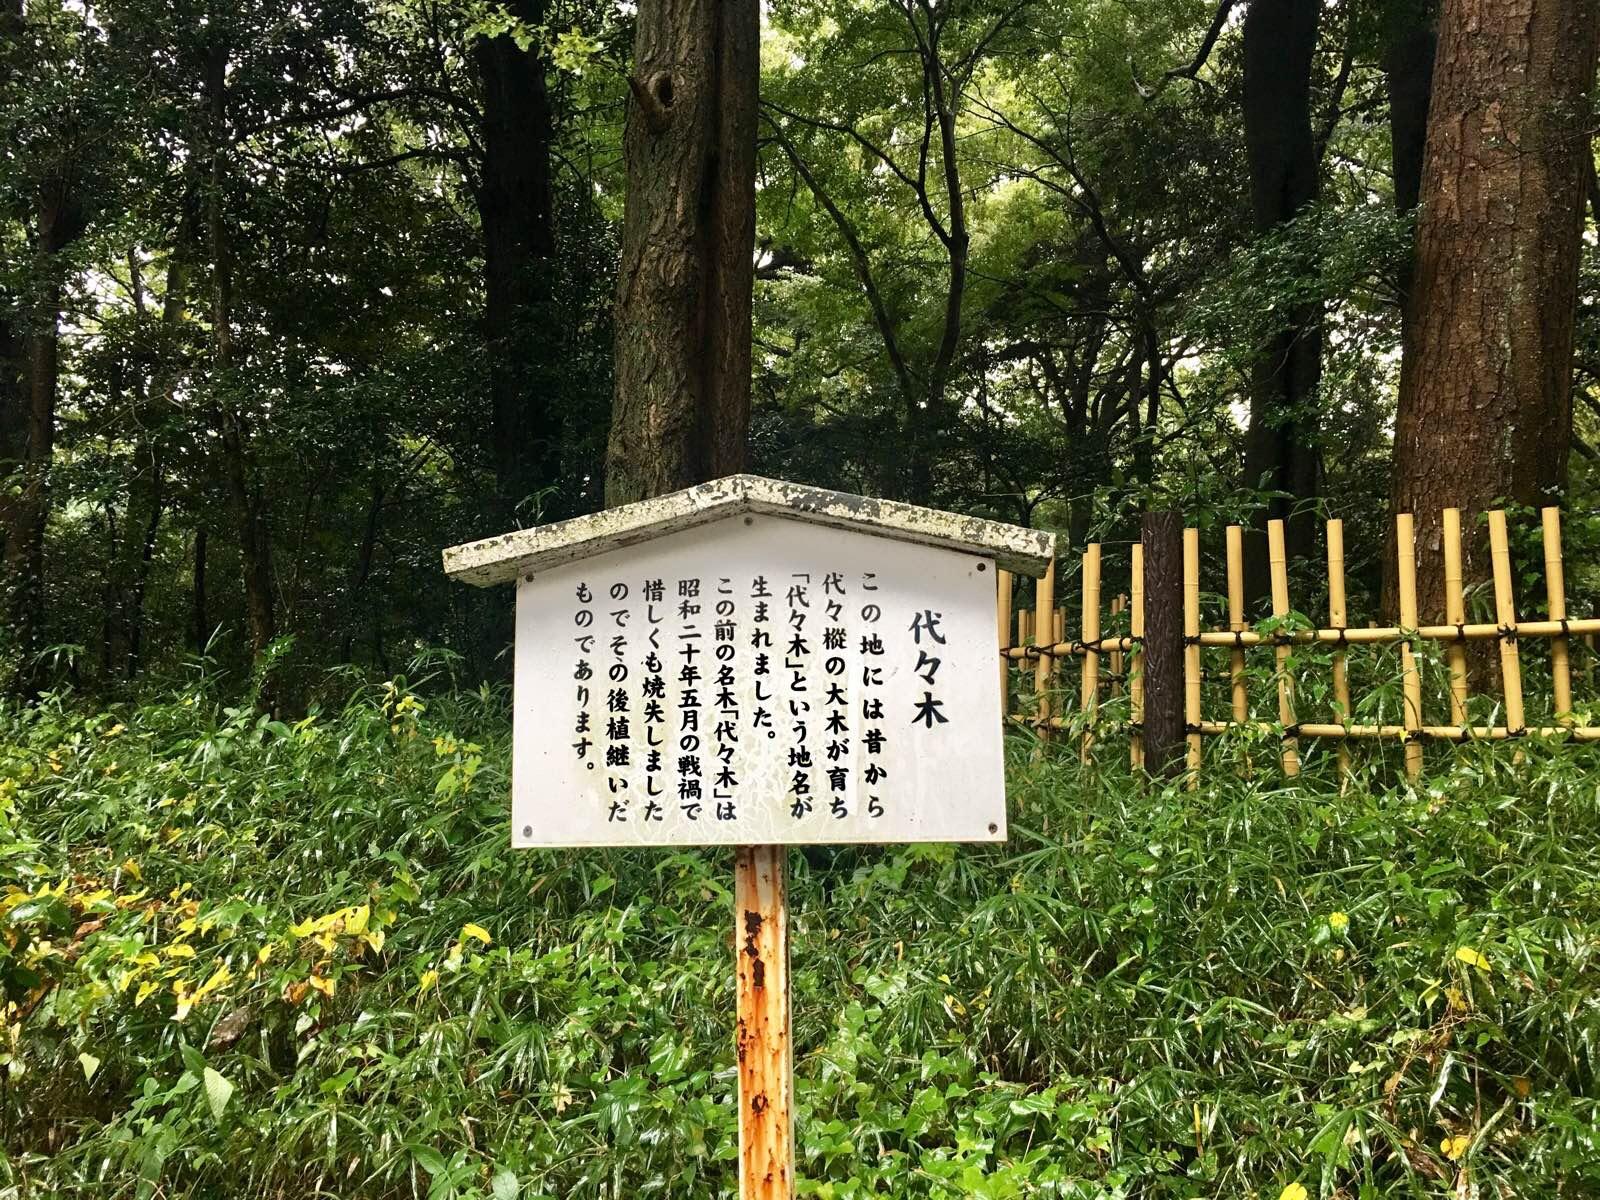 代々木
この地には昔から
代々樅の大木が育ち
「代々木」という地名が
生まれました。
この前の名木「代々木」は
昭和二十年五月の戦禍で
惜しくも焼失しました
のでその後植継いだ
ものであります。